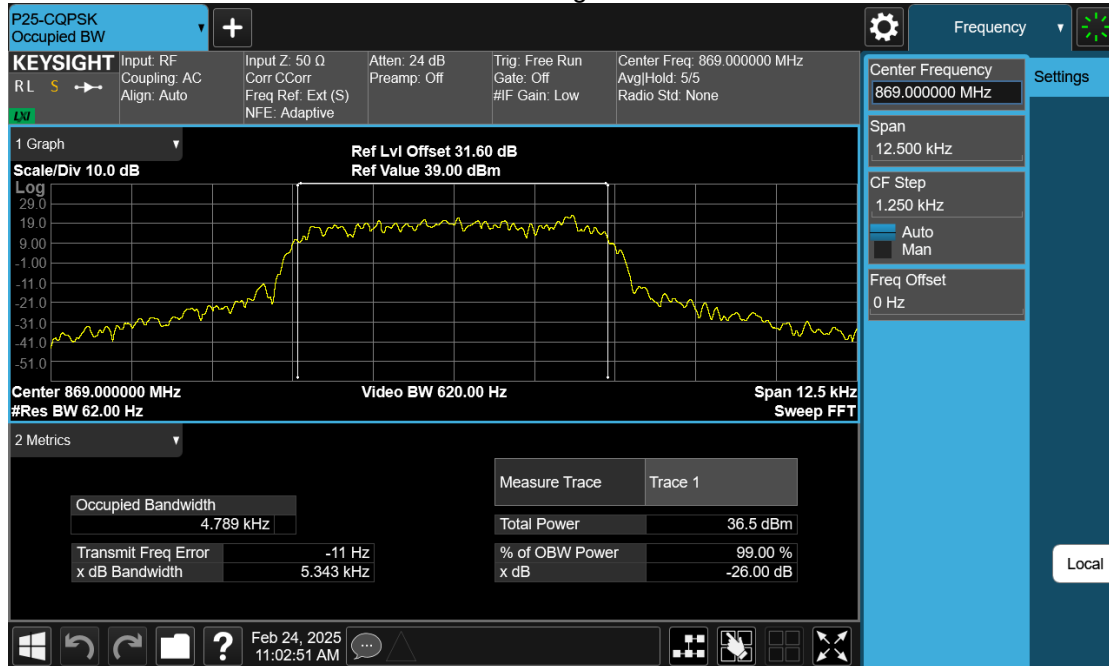 P25-CQPSK
Occupied BW
+
Frequency
KEYSIGHT
R L S
LXI
Input: RF
Coupling: AC
Align: Auto
Input Z: 50 Ω
Corr CCorr
Freq Ref: Ext (S)
NFE: Adaptive
Atten: 24 dB
Preamp: Off
Trig: Free Run
Gate: Off
#IF Gain: Low
Center Freq: 869.000000 MHz
Avg|Hold: 5/5
Radio Std: None
Center Frequency
869.000000 MHz
Settings
Span
12.500 kHz
CF Step
1.250 kHz
Auto
Man
Freq Offset
0 Hz
Local
1 Graph
Scale/Div 10.0 dB
Ref Lvl Offset 31.60 dB
Ref Value 39.00 dBm
Log
29.0
19.0
9.00
-1.00
-11.0
-21.0
-31.0
-41.0
-51.0
Center 869.000000 MHz
#Res BW 62.00 Hz
Video BW 620.00 Hz
Span 12.5 kHz
Sweep FFT
2 Metrics
Measure Trace Trace 1
Occupied Bandwidth
4.789 kHz
Total Power 36.5 dBm
Transmit Freq Error -11 Hz
% of OBW Power 99.00 %
x dB Bandwidth 5.343 kHz
x dB -26.00 dB
?
Feb 24, 2025
11:02:51 AM